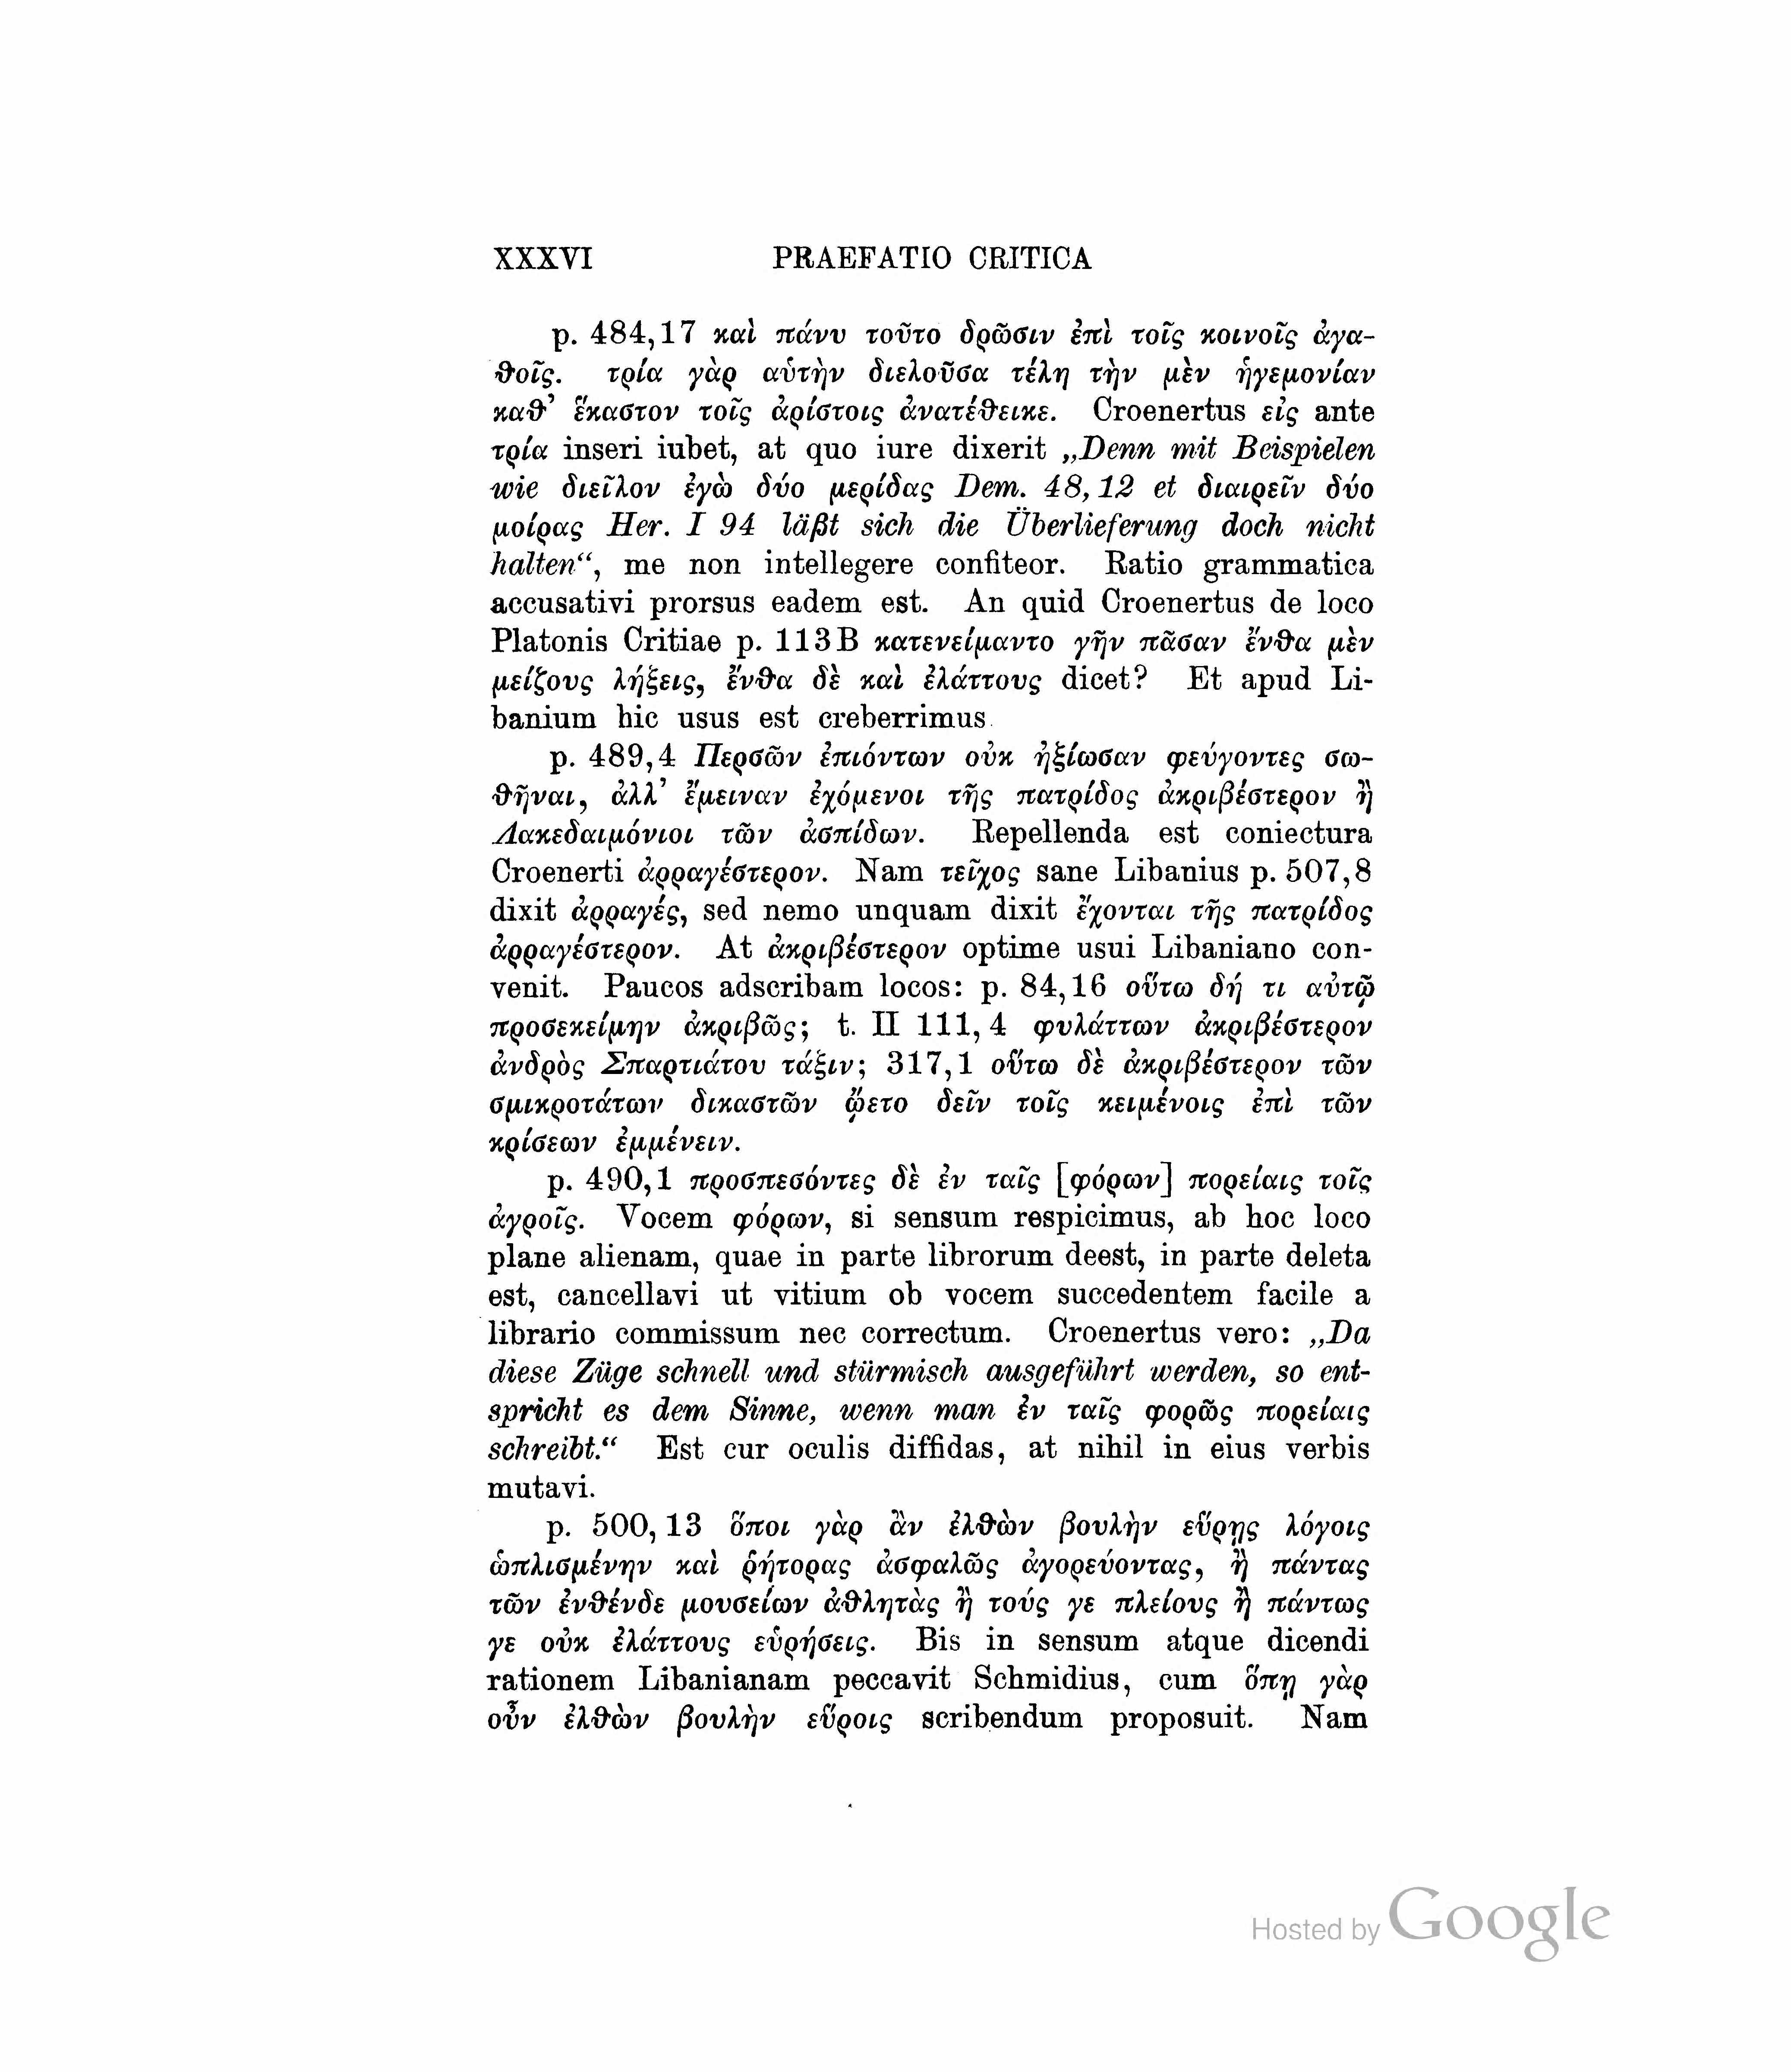 XXXVI PRAEFATIO CRITICA
p. 484,17 καὶ πάνυ τοῦτο δρῶσιν ἐπὶ τοῖς κοινοῖς ἀγα-
ϑοῖς. τρία γὰρ αὑτὴν διελοῦσα τέλη τὴν μὲν ἡγεμονίαν
καϑ’ ἕκαστον τοῖς ἀρίστοις ἀνατέϑεικε. Croenertus εἰς ante
τρία inseri iubet, at quo iure dixerit „Denn mit Beispielen
wie διεῖλον ἐγὼ δύο μερίδας Dem. 48,12 et διαιρεῖν δύο
μοίρας Her. I 94 läßt sich die Überlieferung doch nicht
halten“, me non intellegere confiteor. Ratio grammatica
accusativi prorsus eadem est. An quid Croenertus de loco
Platonis Critiae p. 113B κατενείμαντο γῆν πᾶσαν ἔνϑα μὲν
μείζους λήξεις, ἔνϑα δὲ καὶ ἐλάττους dicet? Et apud Li-
banium hic usus est creberrimus.
p. 489,4 Περσῶν ἐπιόντων οὐκ ἠξίωσαν φεύγοντες σω-
ϑῆναι, ἀλλ’ ἔμειναν ἐχόμενοι τῆς πατρίδος ἀκριβέστερον ἢ
Λακεδαιμόνιοι τῶν ἀσπίδων. Repellenda est coniectura
Croenerti ἀρραγέστερον. Nam τεῖχος sane Libanius p. 507,8
dixit ἀρραγές, sed nemo unquam dixit ἔχονται τῆς πατρίδος
ἀρραγέστερον. At ἀκριβέστερον optime usui Libaniano con-
venit. Paucos adscribam locos: p. 84,16 οὕτω δή τι αὐτῷ
προσεκείμην ἀκριβῶς; t. II 111,4 φυλάττων ἀκριβέστερον
ἀνδρὸς Σπαρτιάτου τάξιν; 317,1 οὕτω δὲ ἀκριβέστερον τῶν
σμικροτάτων δικαστῶν ᾤετο δεῖν τοῖς κειμένοις ἐπὶ τῶν
κρίσεων ἐμμένειν.
p. 490,1 προσπεσόντες δὲ ἐν ταῖς [φόρων] πορείαις τοῖς
ἀγροῖς. Vocem φόρων, si sensum respicimus, ab hoc loco
plane alienam, quae in parte librorum deest, in parte deleta
est, cancellavi ut vitium ob vocem succedentem facile a
librario commissum nec correctum. Croenertus vero: „Da
diese Züge schnell und stürmisch ausgeführt werden, so ent-
spricht es dem Sinne, wenn man ἐν ταῖς φορῶς πορείαις
schreibt.“ Est cur oculis diffidas, at nihil in eius verbis
mutavi.
p. 500,13 ὅποι γὰρ ἂν ἐλϑὼν βουλὴν εὕρῃς λόγοις
ὡπλισμένην καὶ ῥήτορας ἀσφαλῶς ἀγορεύοντας, ἢ πάντας
τῶν ἐνϑένδε μουσείων ἀϑλητὰς ἢ τούς γε πλείους ἢ πάντως
γε οὐκ ἐλάττους εὑρήσεις. Bis in sensum atque dicendi
rationem Libanianam peccavit Schmidius, cum ὅπῃ γὰρ
οὖν ἐλϑὼν βουλὴν εὕροις scribendum proposuit. Nam
Hosted by Google